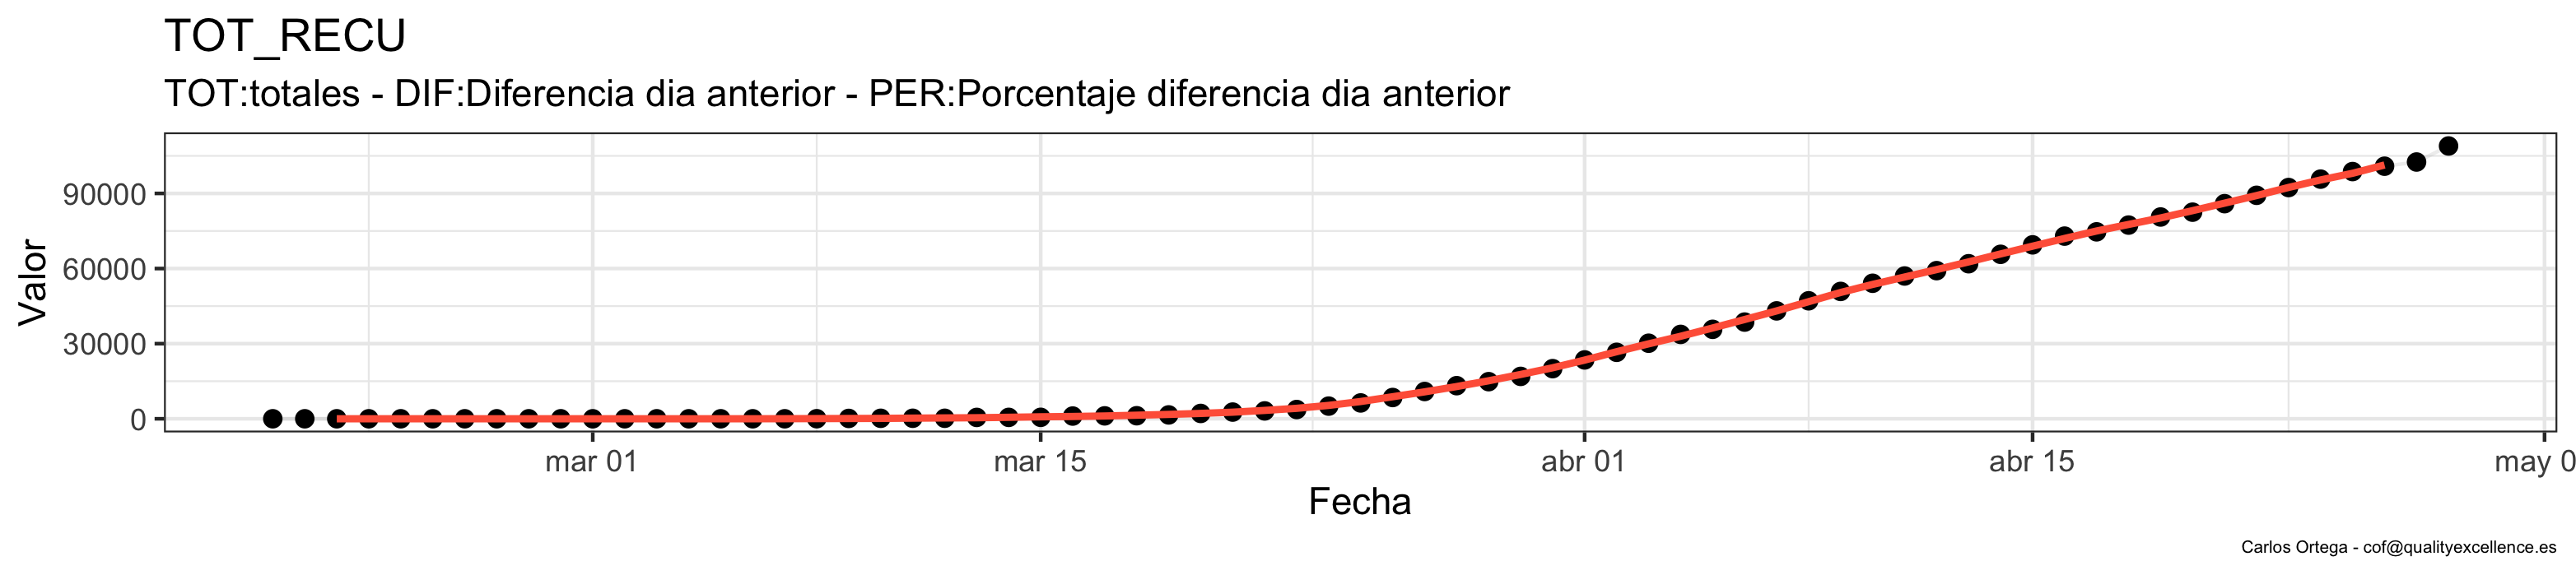 TOT_RECU
TOT:totales - DIF:Diferencia dia anterior - PER:Porcentaje diferencia dia anterior
Valor
90000
60000
30000
0
mar 01
mar 15
abr 01
abr 15
may 0
Fecha
Carlos Ortega - cof@qualityexcellence.es